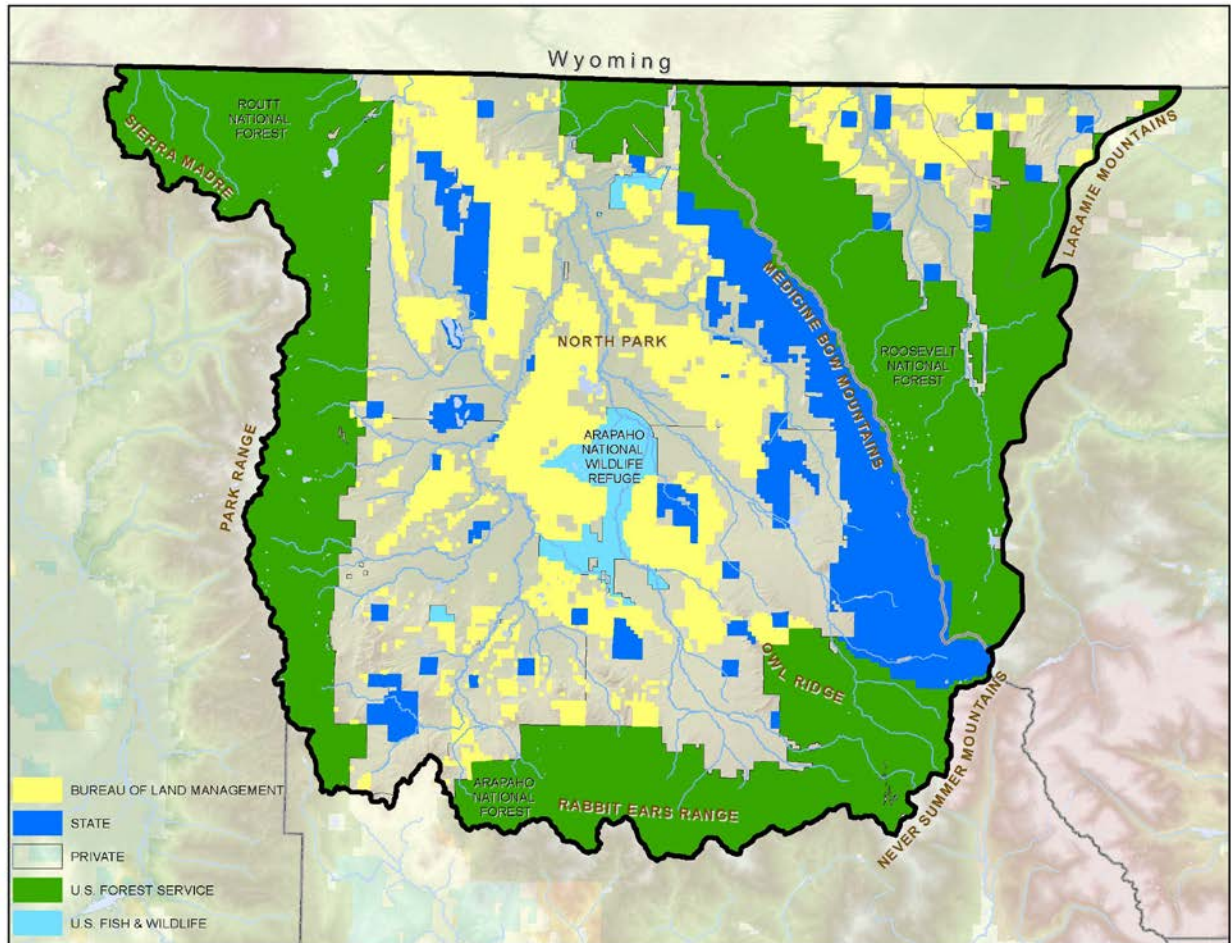 Wyoming
ROUTT
NATIONAL
FOREST
SIERRA MADRE
LARAMIE MOUNTAINS
MEDICINE BOW MOUNTAINS
NORTH PARK
ROOSEVELT
NATIONAL
FOREST
PARK RANGE
ARAPAHO
NATIONAL
WILDLIFE
REFUGE
OWL RIDGE
NEVER SUMMER MOUNTAINS
ARAPAHO
NATIONAL
FOREST
RABBIT EARS RANGE
BUREAU OF LAND MANAGEMENT
STATE
PRIVATE
U.S. FOREST SERVICE
U.S. FISH & WILDLIFE